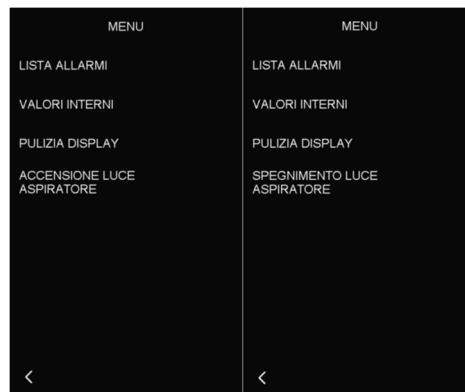 MENU
LISTA ALLARMI
VALORI INTERNI
PULIZIA DISPLAY
ACCENSIONE LUCE
ASPIRATORE
MENU
LISTA ALLARMI
VALORI INTERNI
PULIZIA DISPLAY
SPEGNIMENTO LUCE
ASPIRATORE